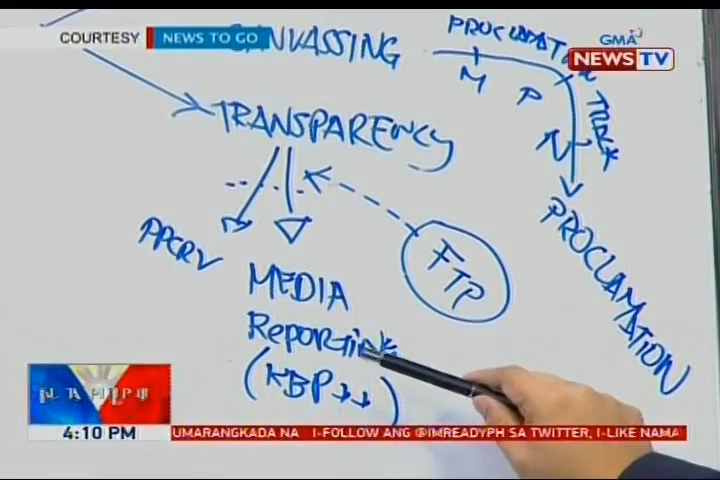 COURTESY NEWS TO GO
CANVASSING
PROCLAMATION TRACK
GMA
NEWS TV
M
P
N
TRANSPARENCY
PPCRV
FTP
PROCLAMATION
MEDIA
Reporting
(KBP++)
4:10 PM
UMARANGKADA NA I-FOLLOW ANG @IMREADYPH SA TWITTER, I-LIKE NAMA